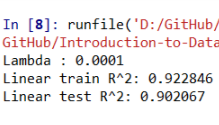 In [8]: runfile('D:/GitHub/
GitHub/Introduction-to-Data
Lambda : 0.0001
Linear train R^2: 0.922846
Linear test R^2: 0.902067